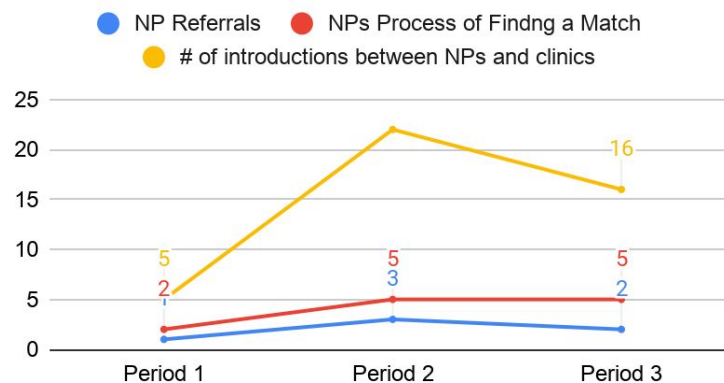 NP Referrals NPs Process of Findng a Match
# of introductions between NPs and clinics
25
20
16
15
10
5 5 5
3
2 2
5
0
Period 1 Period 2 Period 3